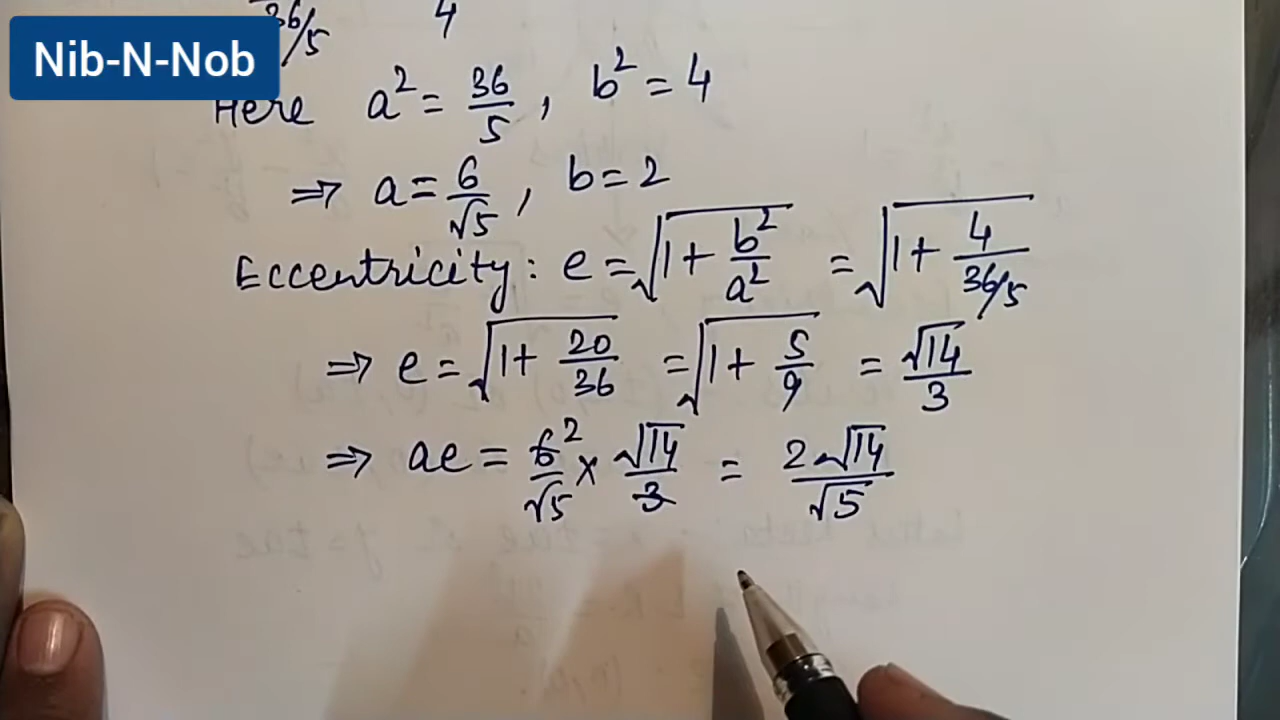 36/5 4
Nib-N-Nob
Here a² = 36/5 , b² = 4
⇒ a = 6/√5 , b = 2
Eccentricity : e = √(1 + b²/a²) = √(1 + 4/(36/5))
⇒ e = √(1 + 20/36) = √(1 + 5/9) = √14/3
⇒ ae = 6²/√5 × √14/3 = 2√14/√5